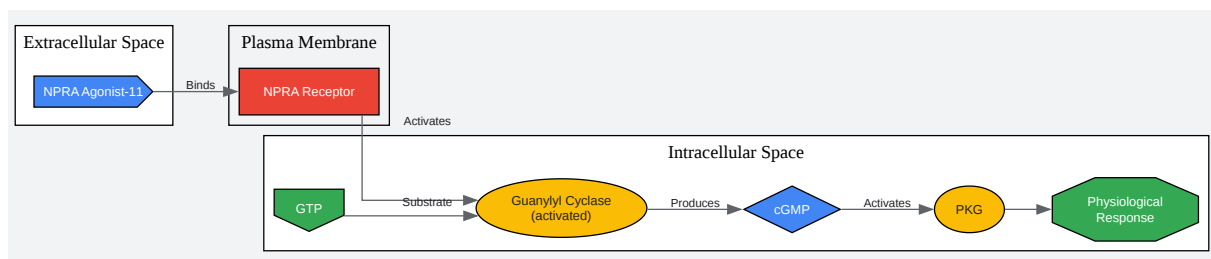 Extracellular Space
Plasma Membrane
NPRA Agonist-11
Binds
NPRA Receptor
Activates
Intracellular Space
GTP
Substrate
Guanylyl Cyclase
(activated)
Produces
cGMP
Activates
PKG
Physiological
Response